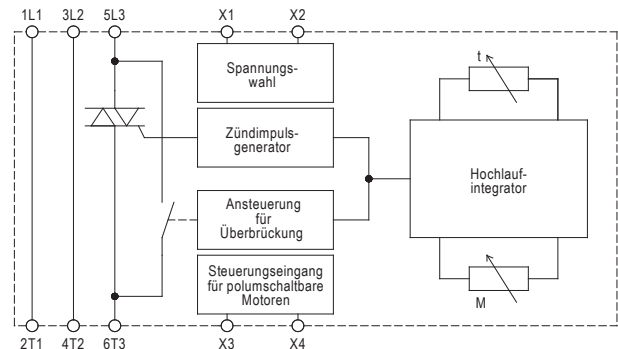 1L1 3L2 5L3 X1 X2
Spannungs-
wahl
t
Zündimpuls-
generator
Hochlauf-
integrator
Ansteuerung
für
Überbrückung
Steuerungseingang
für polumschaltbare
Motoren
M
2T1 4T2 6T3 X3 X4